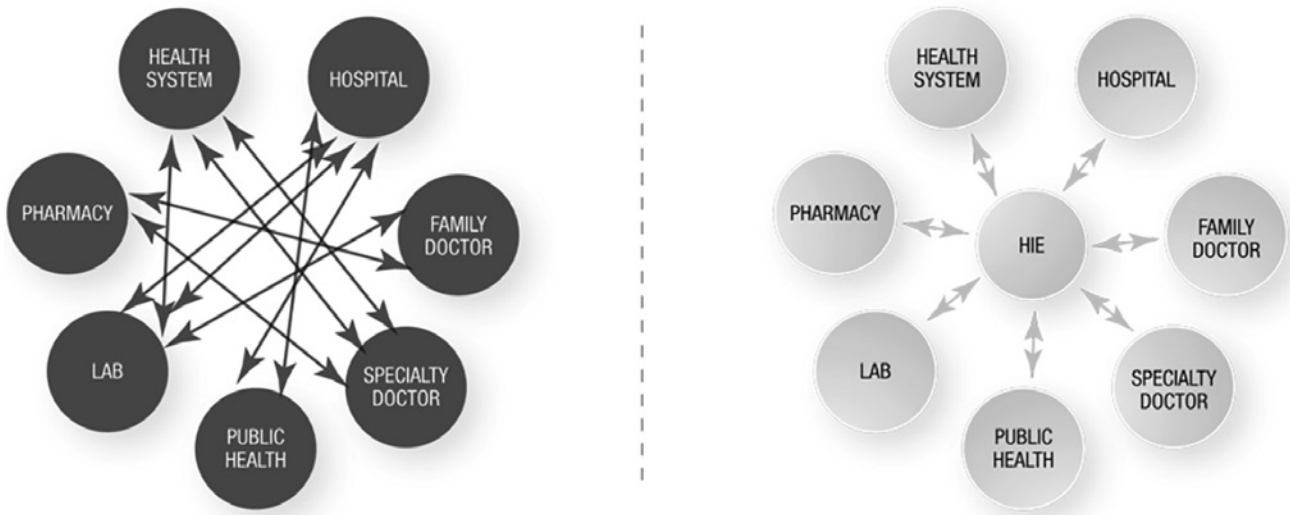 HEALTH
SYSTEM
HOSPITAL
PHARMACY
FAMILY
DOCTOR
LAB
SPECIALTY
DOCTOR
PUBLIC
HEALTH
HEALTH
SYSTEM
HOSPITAL
PHARMACY
HIE
FAMILY
DOCTOR
LAB
SPECIALTY
DOCTOR
PUBLIC
HEALTH